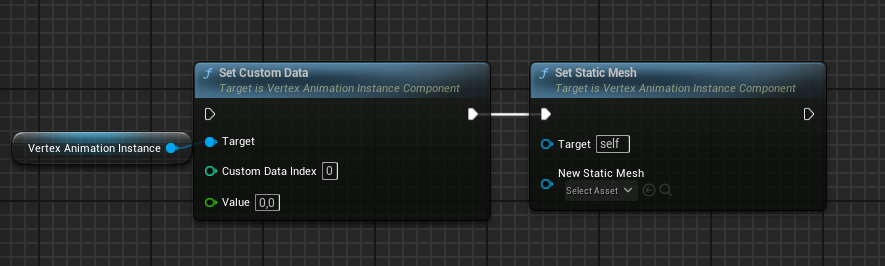 Set Custom Data
Target is Vertex Animation Instance Component
Set Static Mesh
Target is Vertex Animation Instance Component
Vertex Animation Instance
Target
Custom Data Index 0
Value 0,0
Target self
New Static Mesh
Select Asset